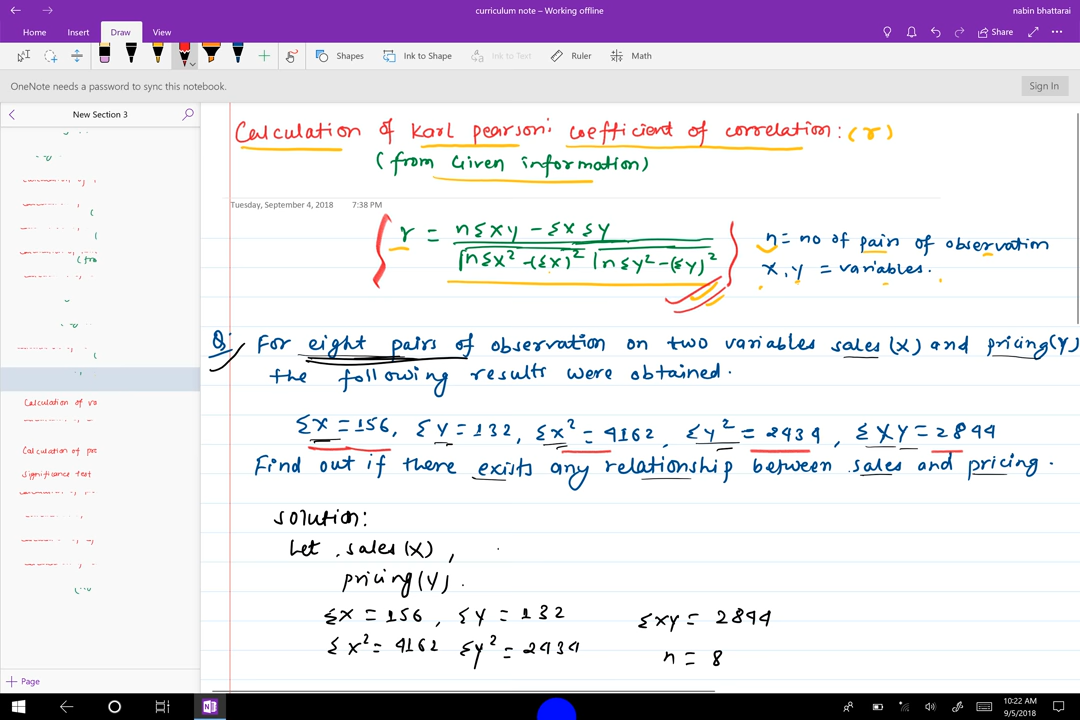 curriculum note – Working offline
nabin bhattarai
Home Insert Draw View
Share
Shapes Ink to Shape Ink to Text Ruler Math
OneNote needs a password to sync this notebook.
Sign In
New Section 3
Calculation of Karl pearson: coefficient of correlation: (r)
(from Given information)
Tuesday, September 4, 2018 7:38 PM
r = nΣxy - Σx Σy / √nΣx² - (Σx)² √nΣy² - (Σy)²
n = no of pair of observation
x, y = variables.
Q: For eight pairs of observation on two variables sales (X) and pricing (Y)
the following results were obtained.
Σx = 156, Σy = 132, Σx² = 4162, Σy² = 2434, ΣXY = 2844
Find out if there exists any relationship between sales and pricing.
Calculation of va
Calculation of pre
Significance test
solution:
Let, sales (X),
pricing (Y).
Σx = 156, Σy = 132
Σxy = 2844
Σx² = 4162 Σy² = 2434
n = 8
+ Page
10:22 AM
9/5/2018